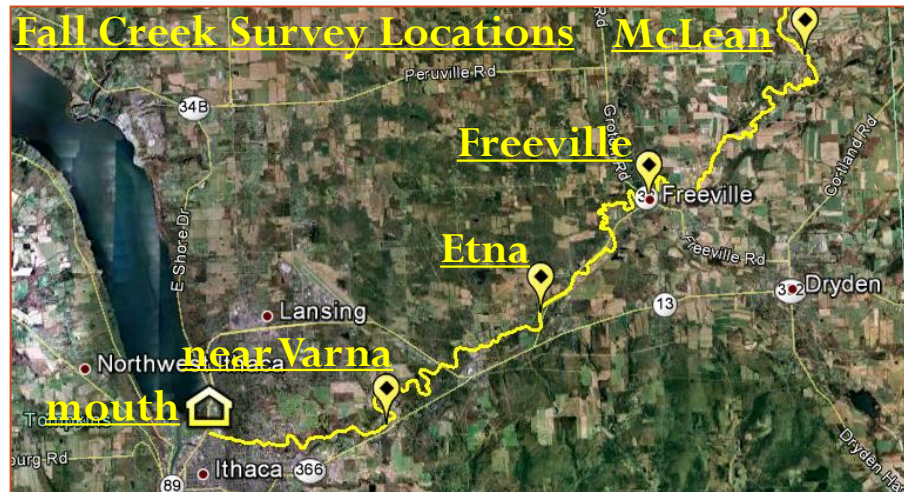 Fall Creek Survey Locations
McLean
34B
Peruville Rd
Groton Rd
Cortland Rd
Freeville
Freeville
E Shore Dr
Etna
Freeville Rd
Dryden
13
Lansing
near Varna
Northwest Ithaca
mouth
Ithaca
366
89
Dryden